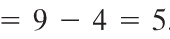 = 9 − 4 = 5.